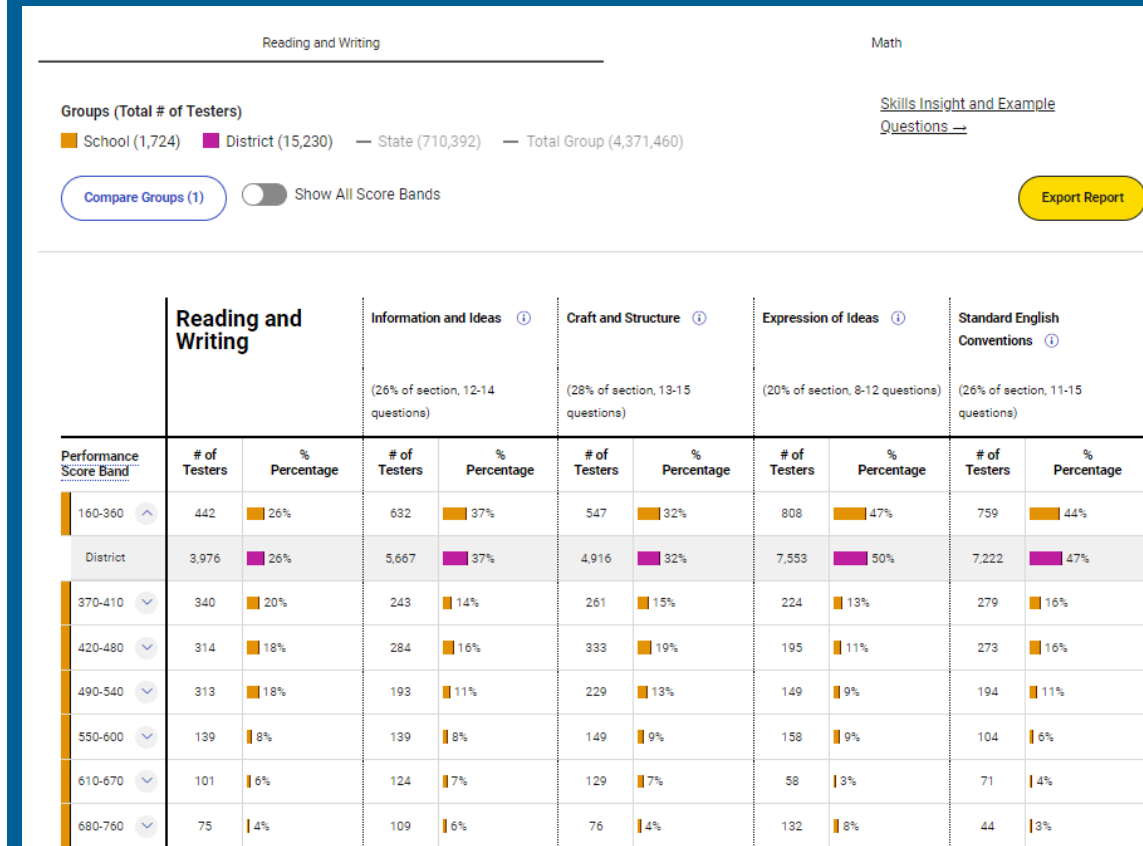 Reading and Writing Math
Groups (Total # of Testers)
School (1,724) District (15,230) State (710,392) Total Group (4,371,460)
Skills Insight and Example
Questions →
Compare Groups (1) Show All Score Bands Export Report
Reading and
Writing
Information and Ideas
(26% of section, 12-14
questions)
Craft and Structure
(28% of section, 13-15
questions)
Expression of Ideas
(20% of section, 8-12 questions)
Standard English
Conventions
(26% of section, 11-15
questions)
Performance
Score Band
# of
Testers
%
Percentage
# of
Testers
%
Percentage
# of
Testers
%
Percentage
# of
Testers
%
Percentage
# of
Testers
%
Percentage
160-360 442 26% 632 37% 547 32% 808 47% 759 44%
District 3,976 26% 5,667 37% 4,916 32% 7,553 50% 7,222 47%
370-410 340 20% 243 14% 261 15% 224 13% 279 16%
420-480 314 18% 284 16% 333 19% 195 11% 273 16%
490-540 313 18% 193 11% 229 13% 149 9% 194 11%
550-600 139 8% 139 8% 149 9% 158 9% 104 6%
610-670 101 6% 124 7% 129 7% 58 3% 71 4%
680-760 75 4% 109 6% 76 4% 132 8% 44 3%